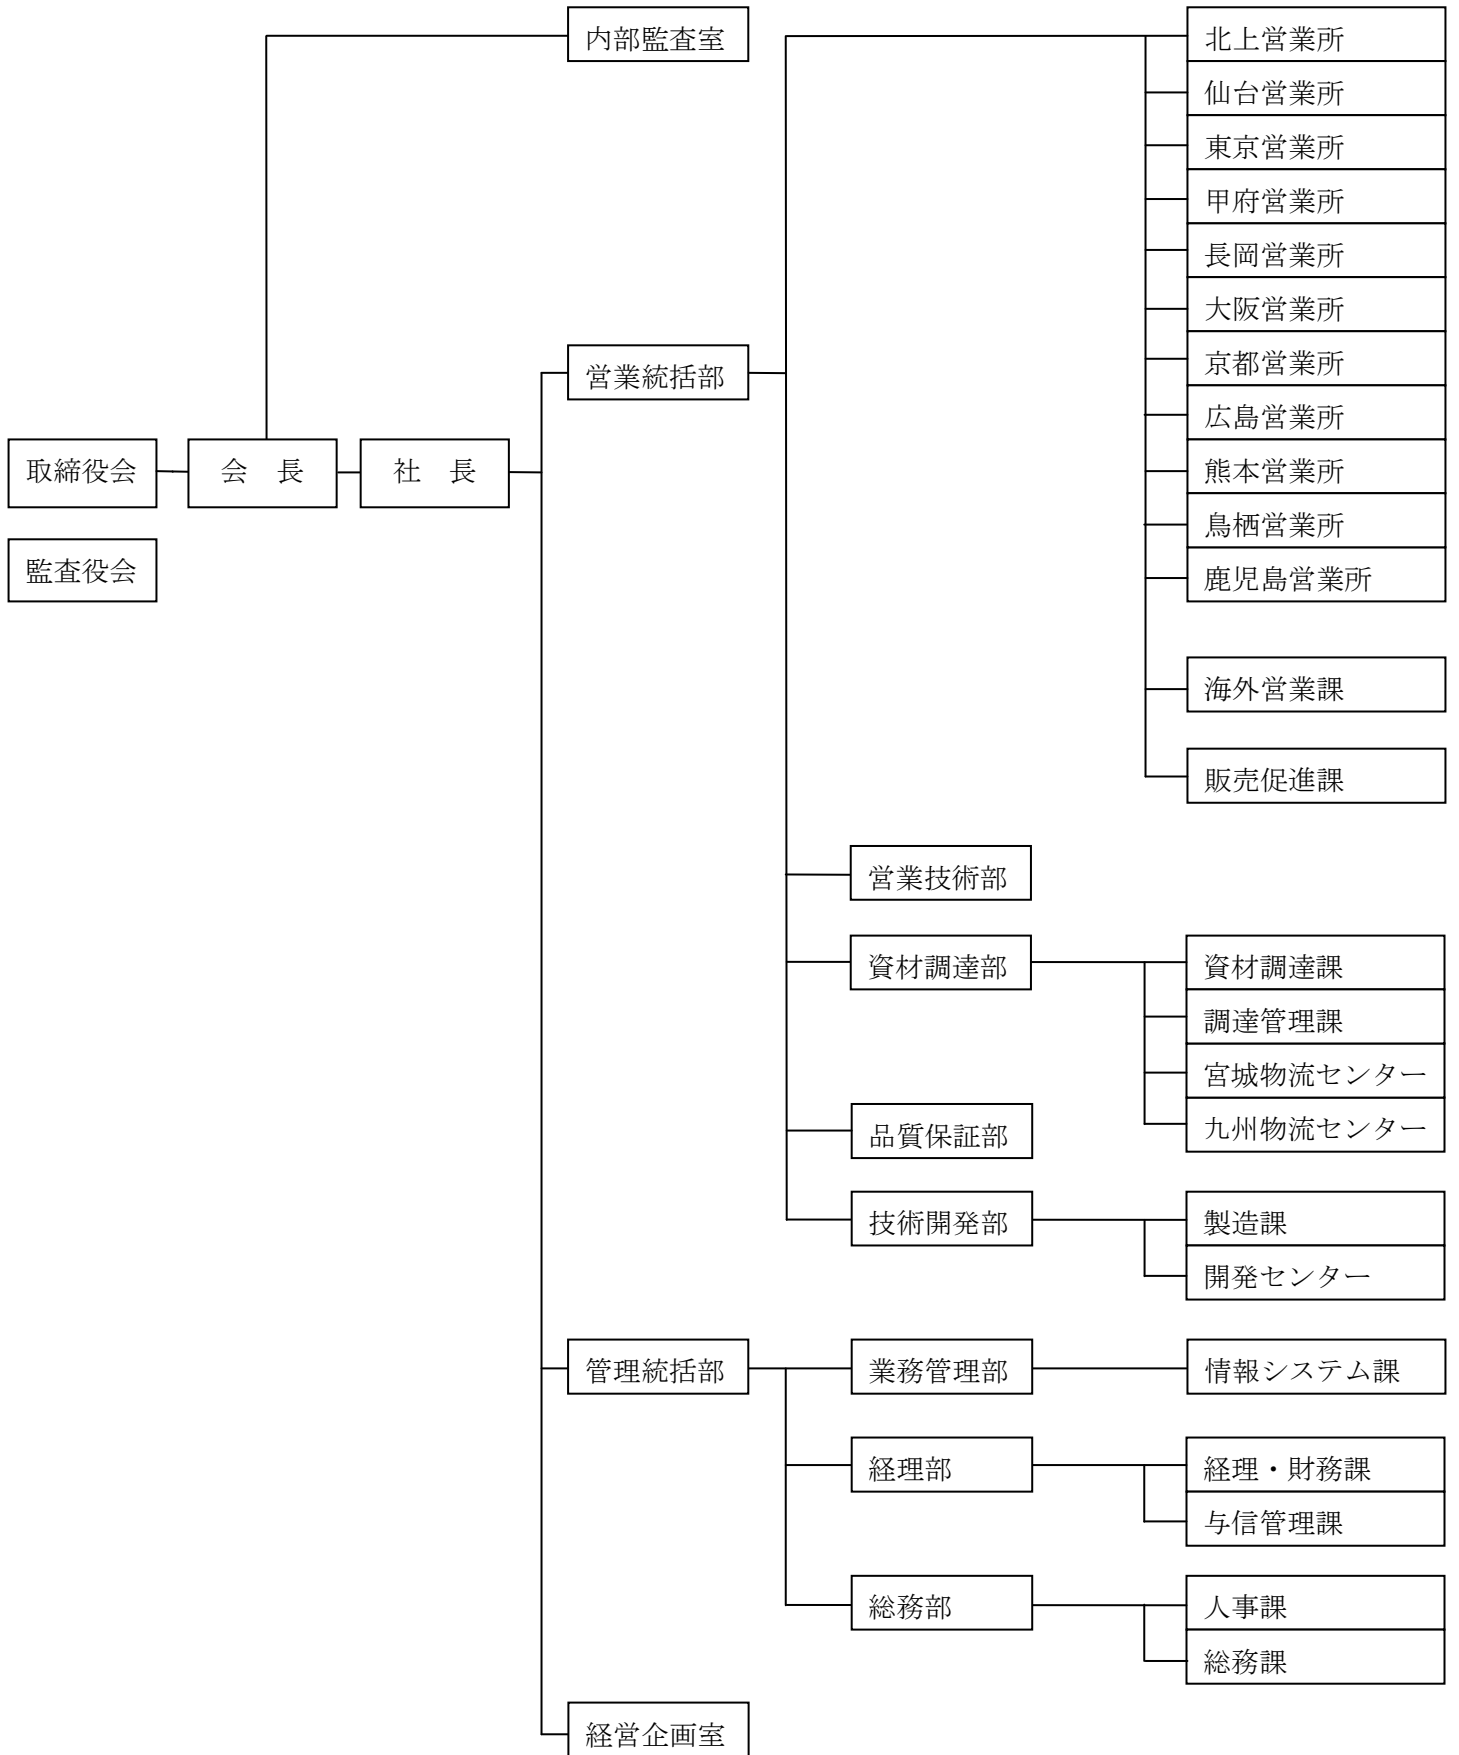 内部監査室
北上営業所
仙台営業所
東京営業所
甲府営業所
長岡営業所
大阪営業所
京都営業所
広島営業所
熊本営業所
鳥栖営業所
鹿児島営業所
営業統括部
取締役会
会　長
社　長
監査役会
海外営業課
販売促進課
営業技術部
資材調達部
資材調達課
調達管理課
宮城物流センター
九州物流センター
品質保証部
技術開発部
製造課
開発センター
管理統括部
業務管理部
情報システム課
経理部
経理・財務課
与信管理課
総務部
人事課
総務課
経営企画室